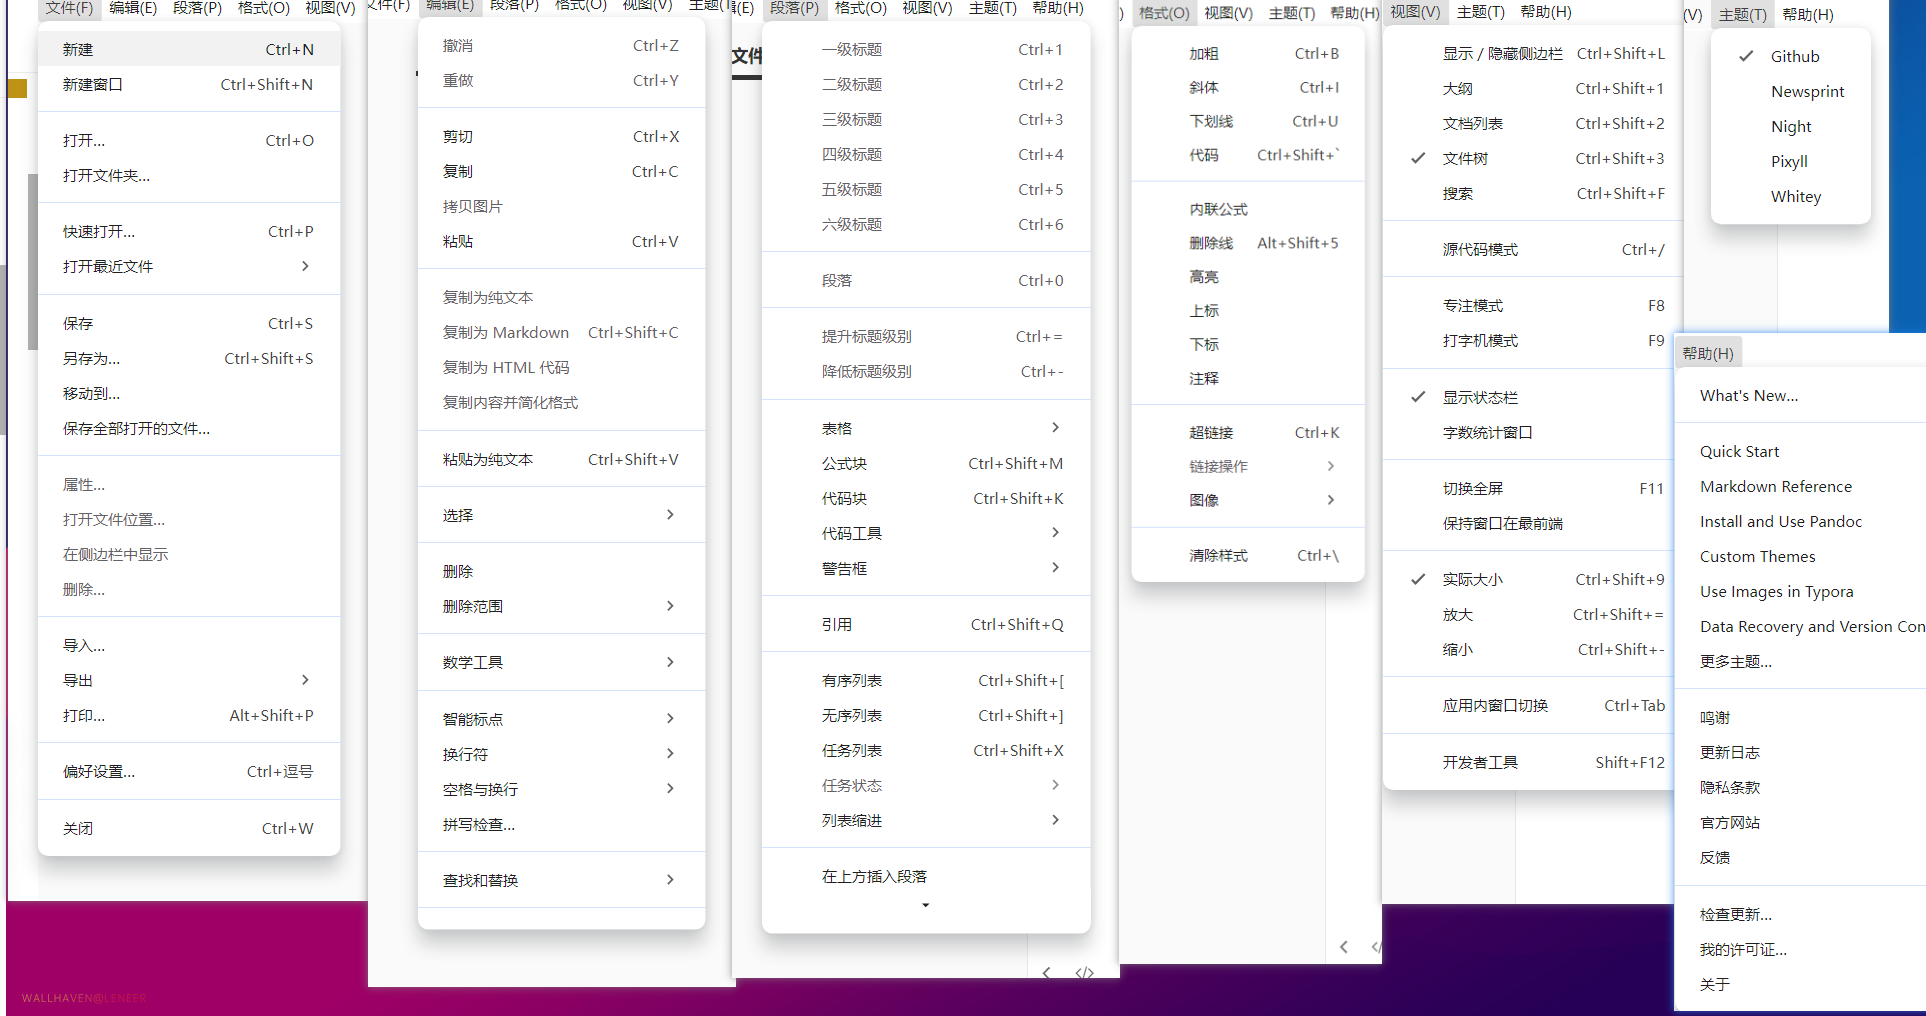 文件(F) 编辑(E) 段落(P) 格式(O) 视图(V)
新建 Ctrl+N
新建窗口 Ctrl+Shift+N
打开... Ctrl+O
打开文件夹...
快速打开... Ctrl+P
打开最近文件
保存 Ctrl+S
另存为... Ctrl+Shift+S
移动到...
保存全部打开的文件...
属性...
打开文件位置...
在侧边栏中显示
删除...
导入...
导出
打印... Alt+Shift+P
偏好设置... Ctrl+逗号
关闭 Ctrl+W
WALLHAVEN@LENEER
文件(F) 编辑(E) 段落(P) 格式(O) 视图(V) 主题(T)
撤消 Ctrl+Z
重做 Ctrl+Y
剪切 Ctrl+X
复制 Ctrl+C
拷贝图片
粘贴 Ctrl+V
复制为纯文本
复制为 Markdown Ctrl+Shift+C
复制为 HTML 代码
复制内容并简化格式
粘贴为纯文本 Ctrl+Shift+V
选择
删除
删除范围
数学工具
智能标点
换行符
空格与换行
拼写检查...
查找和替换
(E) 段落(P) 格式(O) 视图(V) 主题(T) 帮助(H)
文件
一级标题 Ctrl+1
二级标题 Ctrl+2
三级标题 Ctrl+3
四级标题 Ctrl+4
五级标题 Ctrl+5
六级标题 Ctrl+6
段落 Ctrl+0
提升标题级别 Ctrl+=
降低标题级别 Ctrl+-
表格
公式块 Ctrl+Shift+M
代码块 Ctrl+Shift+K
代码工具
警告框
引用 Ctrl+Shift+Q
有序列表 Ctrl+Shift+[
无序列表 Ctrl+Shift+]
任务列表 Ctrl+Shift+X
任务状态
列表缩进
在上方插入段落
</>
) 格式(O) 视图(V) 主题(T) 帮助(H)
加粗 Ctrl+B
斜体 Ctrl+I
下划线 Ctrl+U
代码 Ctrl+Shift+`
内联公式
删除线 Alt+Shift+5
高亮
上标
下标
注释
超链接 Ctrl+K
链接操作
图像
清除样式 Ctrl+\
视图(V) 主题(T) 帮助(H)
显示 / 隐藏侧边栏 Ctrl+Shift+L
大纲 Ctrl+Shift+1
文档列表 Ctrl+Shift+2
文件树 Ctrl+Shift+3
搜索 Ctrl+Shift+F
源代码模式 Ctrl+/
专注模式 F8
打字机模式 F9
显示状态栏
字数统计窗口
切换全屏 F11
保持窗口在最前端
实际大小 Ctrl+Shift+9
放大 Ctrl+Shift+=
缩小 Ctrl+Shift+-
应用内窗口切换 Ctrl+Tab
开发者工具 Shift+F12
(V) 主题(T) 帮助(H)
Github
Newsprint
Night
Pixyll
Whitey
帮助(H)
What's New...
Quick Start
Markdown Reference
Install and Use Pandoc
Custom Themes
Use Images in Typora
Data Recovery and Version Con
更多主题...
鸣谢
更新日志
隐私条款
官方网站
反馈
检查更新...
我的许可证...
关于